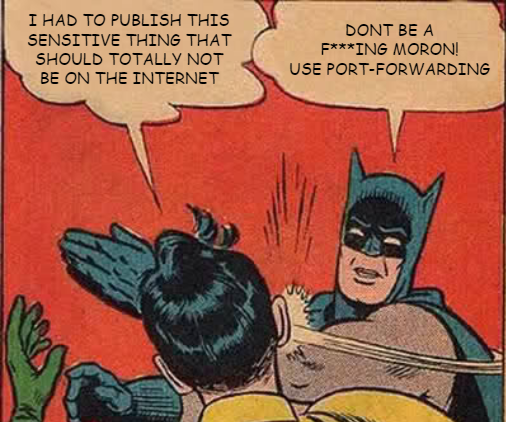 I HAD TO PUBLISH THIS
SENSITIVE THING THAT
SHOULD TOTALLY NOT
BE ON THE INTERNET
DONT BE A
F***ING MORON!
USE PORT-FORWARDING